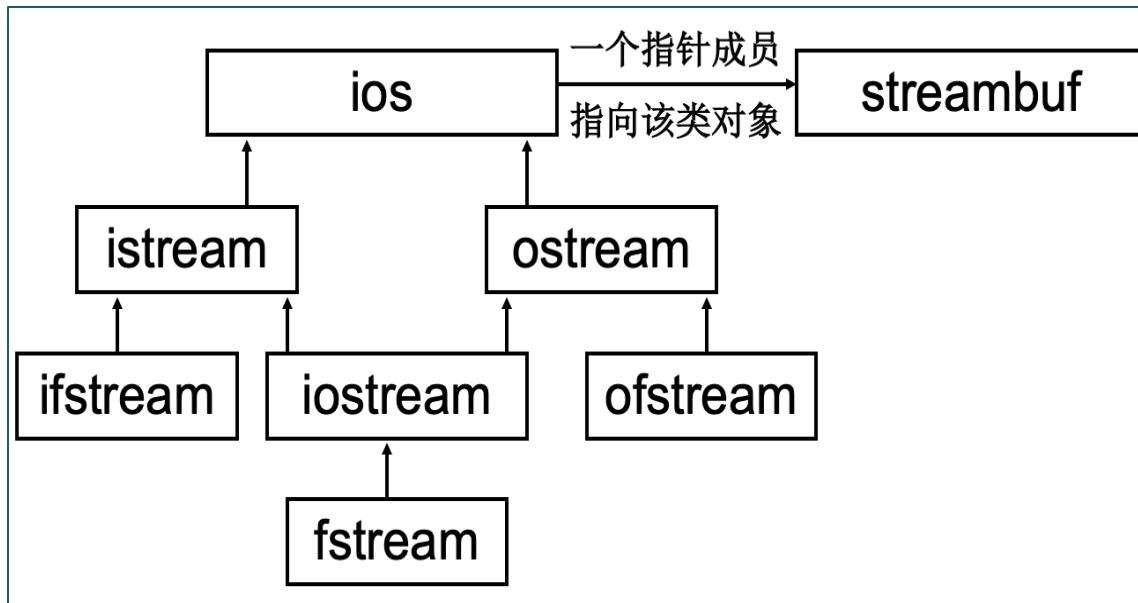 ios
一个指针成员
指向该类对象
streambuf
istream
ostream
ifstream
iostream
ofstream
fstream